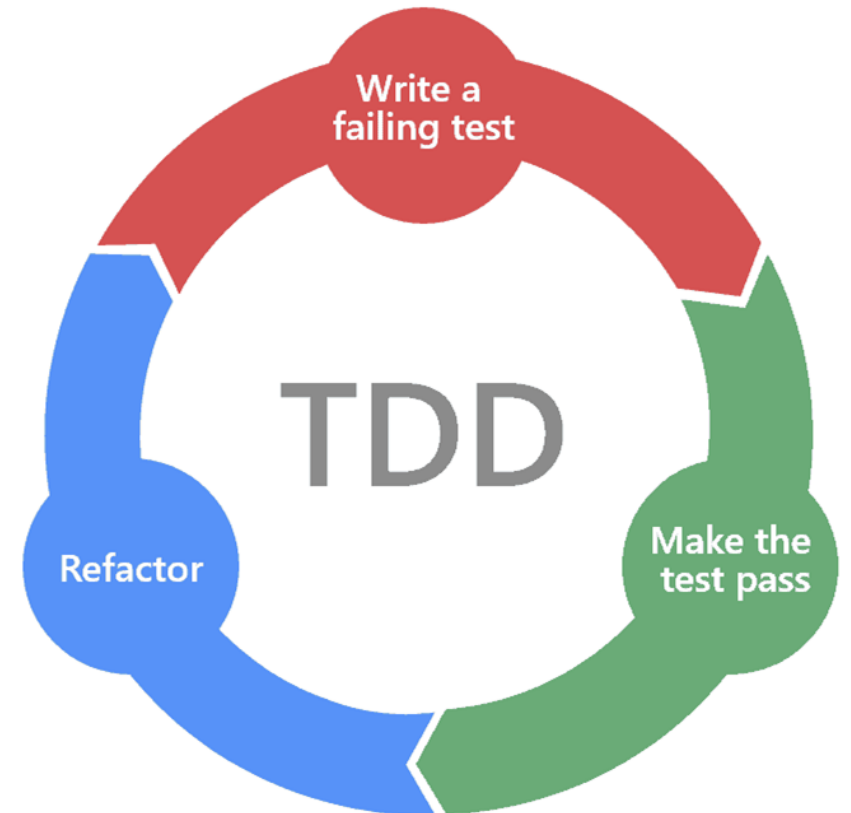 Write a
failing test
TDD
Make the
test pass
Refactor